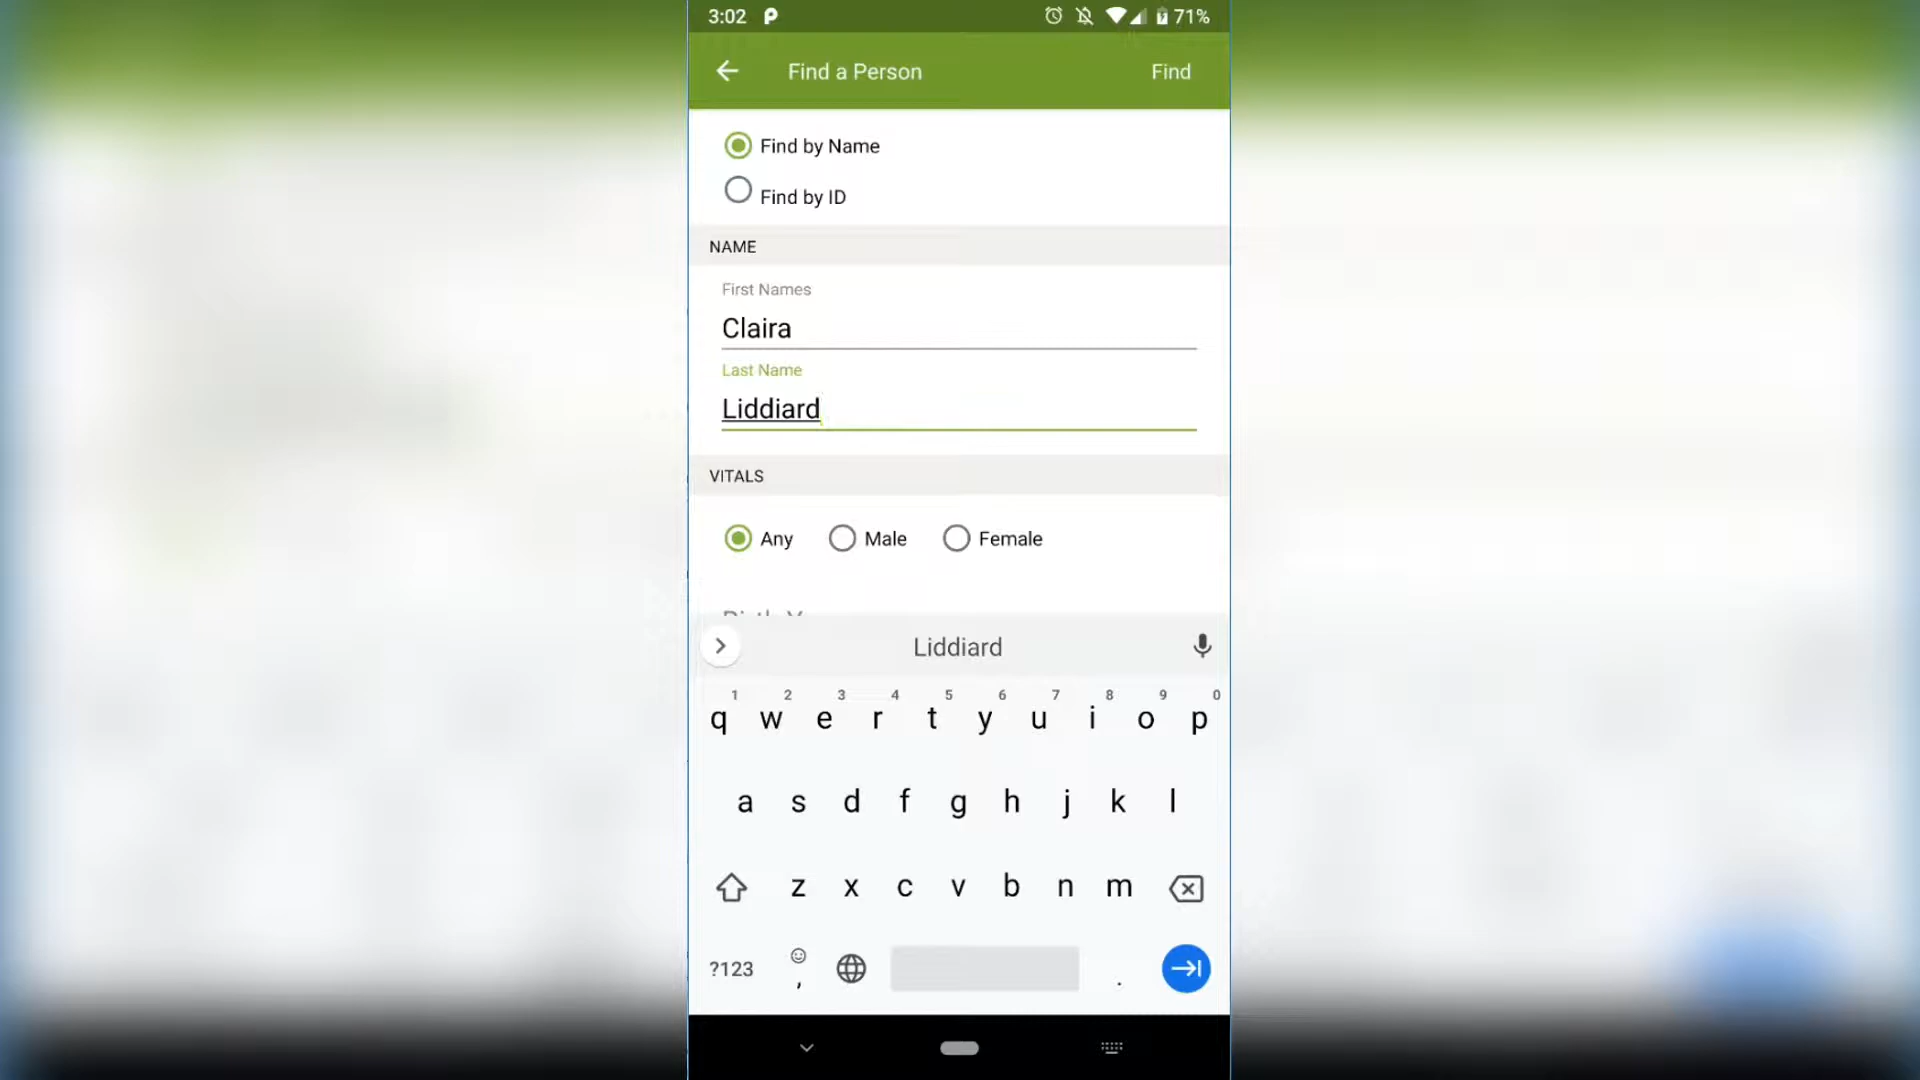 3:02 71%
Find a Person Find
Find by Name
Find by ID
NAME
First Names
Claira
Last Name
Liddiard
VITALS
Any Male Female
Liddiard
1 2 3 4 5 6 7 8 9 0
q w e r t y u i o p
a s d f g h j k l
z x c v b n m
?123 , .